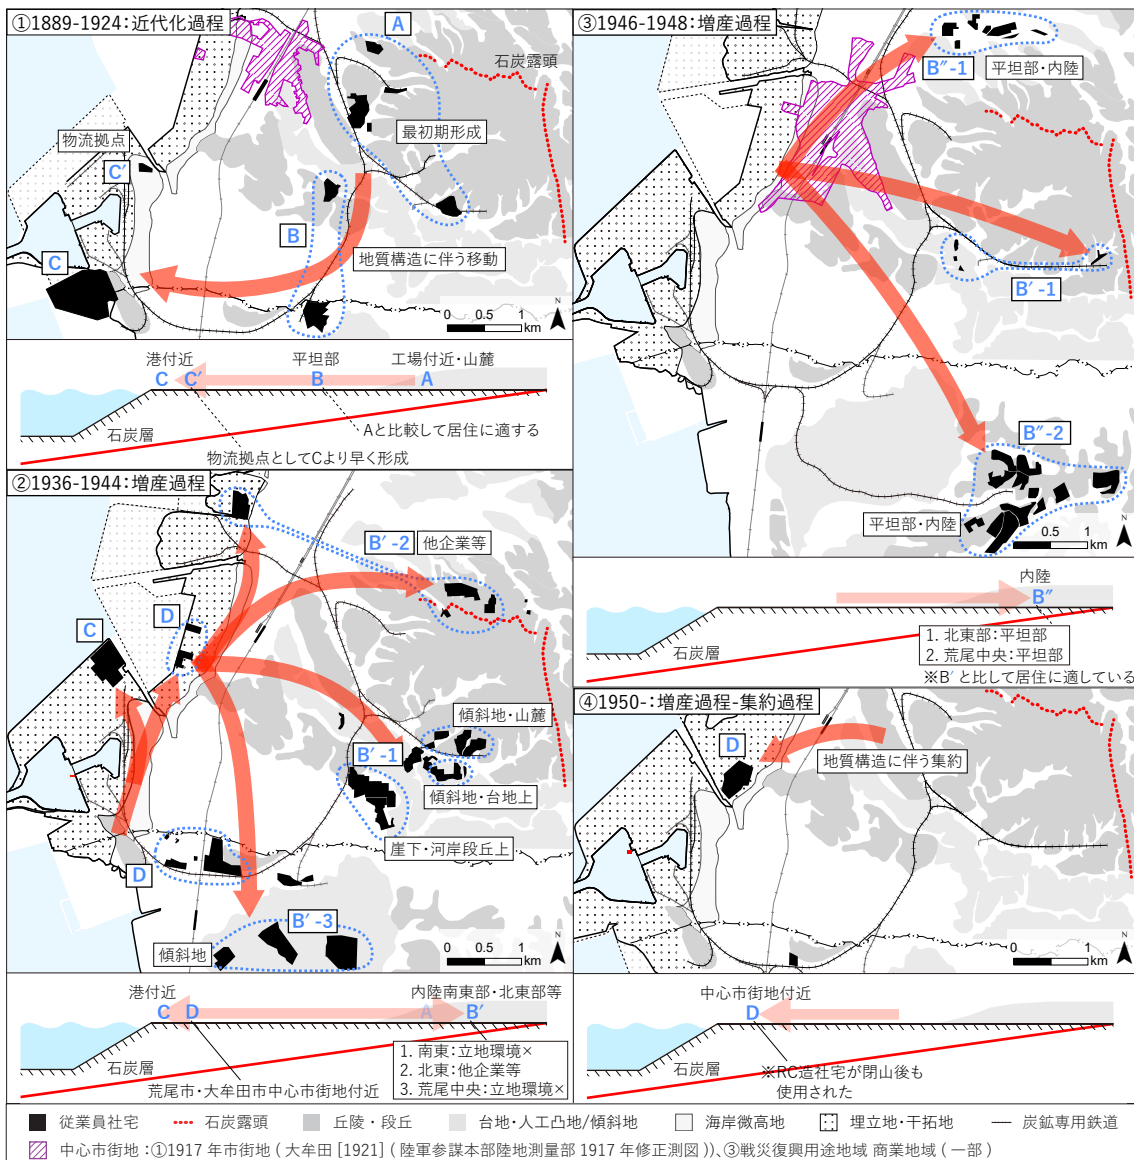 ①1889-1924：近代化過程
A
石炭露頭
物流拠点
最初期形成
C′
B
C
地質構造に伴う移動
N
0 0.5 1
km
港付近
平坦部
工場付近・山麓
C C′ B A
石炭層
Aと比較して居住に適する
物流拠点としてCより早く形成
②1936-1944：増産過程
B′-2
他企業等
D
C
傾斜地・山麓
B′-1
傾斜地・台地上
崖下・河岸段丘上
D
B′-3
傾斜地
N
0 0.5 1
km
港付近
内陸南東部・北東部等
C D A B′
石炭層
1. 南東：立地環境×
2. 北東：他企業等
3. 荒尾中央：立地環境×
荒尾市・大牟田市中心市街地付近
③1946-1948：増産過程
B″-1
平坦部・内陸
B′-1
B″-2
平坦部・内陸
N
0 0.5 1
km
内陸
B″
石炭層
1. 北東部：平坦部
2. 荒尾中央：平坦部
※B′と比して居住に適している
④1950-：増産過程-集約過程
D
地質構造に伴う集約
N
0 1
km
中心市街地付近
D
石炭層
※RC造社宅が閉山後も
使用された
従業員社宅
石炭露頭
丘陵・段丘
台地・人工凸地/傾斜地
海岸微高地
埋立地・干拓地
炭鉱専用鉄道
中心市街地：①1917 年市街地 ( 大牟田 [1921] ( 陸軍参謀本部陸地測量部 1917 年修正測図 ))、③戦災復興用途地域 商業地域 ( 一部 )